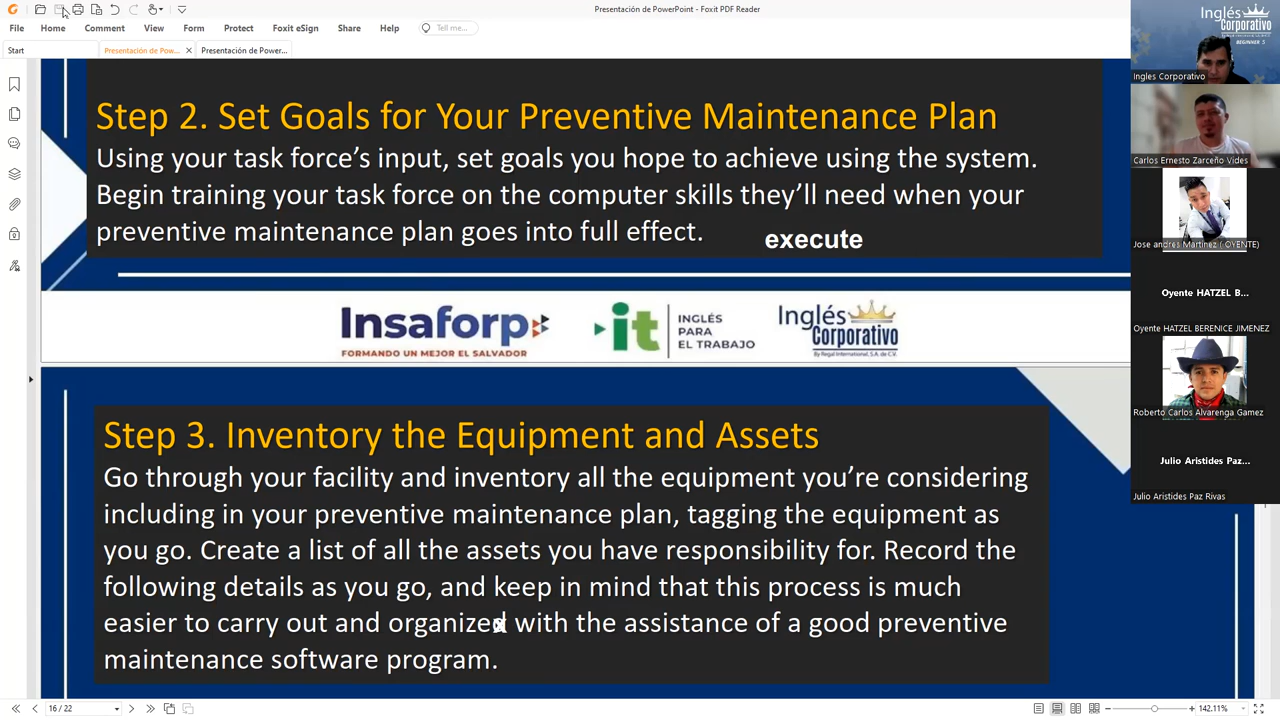 Presentación de PowerPoint - Foxit PDF Reader
File Home Comment View Form Protect Foxit eSign Share Help Tell me...
Start Presentación de Pow... Presentación de Power...
Step 2. Set Goals for Your Preventive Maintenance Plan
Using your task force's input, set goals you hope to achieve using the system.
Begin training your task force on the computer skills they'll need when your
preventive maintenance plan goes into full effect.
execute
Insaforp
FORMANDO UN MEJOR EL SALVADOR
it
INGLÉS
PARA
EL TRABAJO
Inglés
Corporativo
By Regal International, S.A. de C.V.
Step 3. Inventory the Equipment and Assets
Go through your facility and inventory all the equipment you're considering
including in your preventive maintenance plan, tagging the equipment as
you go. Create a list of all the assets you have responsibility for. Record the
following details as you go, and keep in mind that this process is much
easier to carry out and organized with the assistance of a good preventive
maintenance software program.
16 / 22
142.11%
Inglés
Corporativo
BEGINNER 5
Ingles Corporativo
Carlos Ernesto Zarceño Vides
Jose andres Martinez ( OYENTE)
Oyente HATZEL B...
Oyente HATZEL BERENICE JIMENEZ
Roberto Carlos Alvarenga Gamez
Julio Aristides Paz...
Julio Aristides Paz Rivas